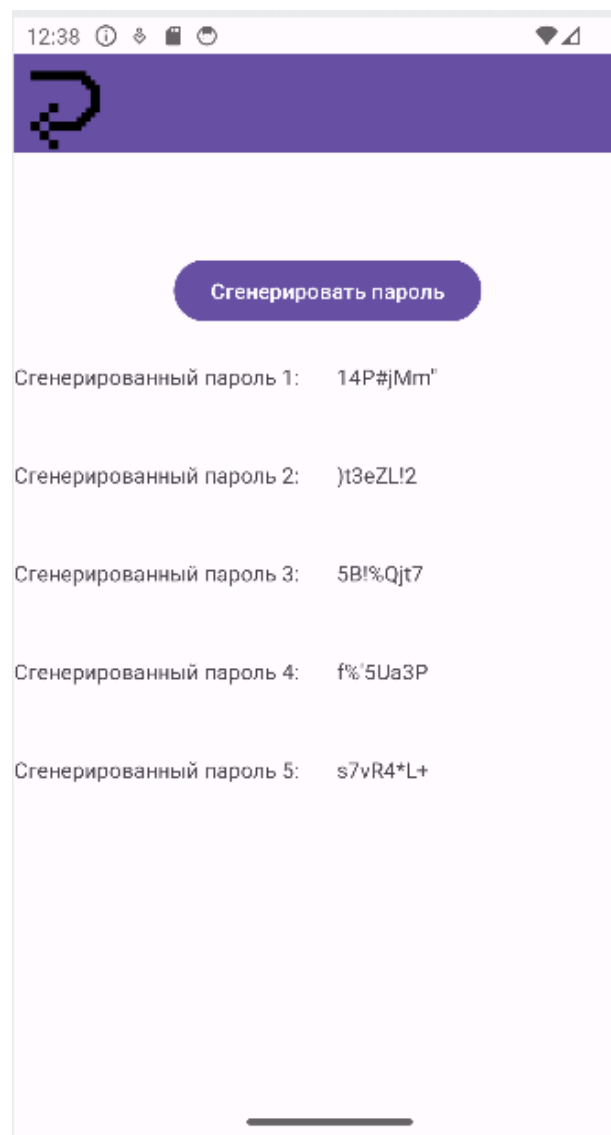 12:38
Сгенерировать пароль
Сгенерированный пароль 1: 14P#jMm"
Сгенерированный пароль 2: )t3eZL!2
Сгенерированный пароль 3: 5B!%Qjt7
Сгенерированный пароль 4: f%'5Ua3P
Сгенерированный пароль 5: s7vR4*L+